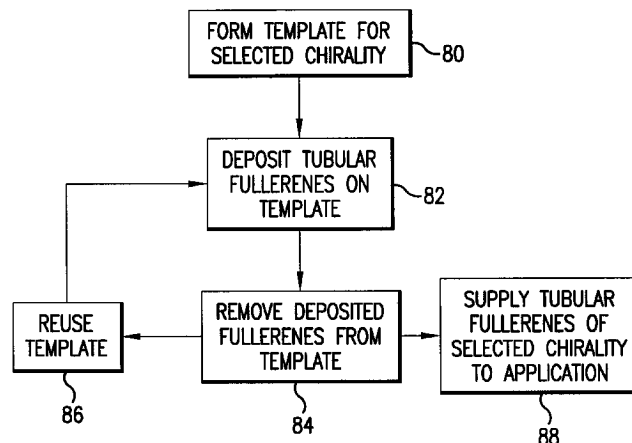 FORM TEMPLATE FOR
SELECTED CHIRALITY
80
DEPOSIT TUBULAR
FULLERENES ON
TEMPLATE
82
REUSE
TEMPLATE
86
REMOVE DEPOSITED
FULLERENES FROM
TEMPLATE
84
SUPPLY TUBULAR
FULLERENES OF
SELECTED CHIRALITY
TO APPLICATION
88